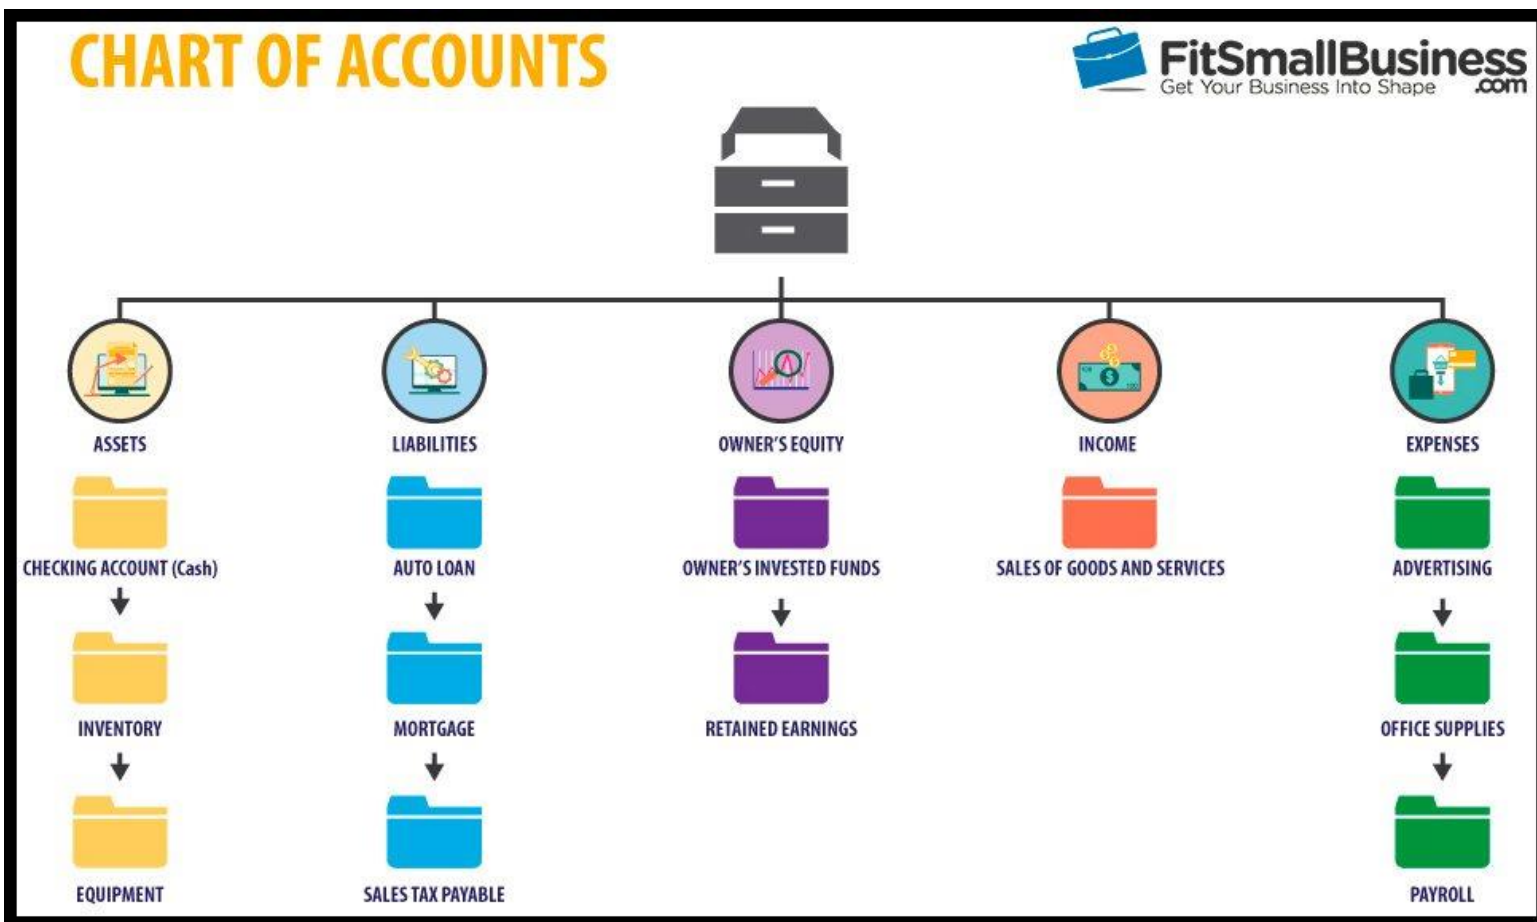 CHART OF ACCOUNTS
FitSmallBusiness
Get Your Business Into Shape .com
ASSETS
LIABILITIES
OWNER'S EQUITY
INCOME
EXPENSES
CHECKING ACCOUNT (Cash)
AUTO LOAN
OWNER'S INVESTED FUNDS
SALES OF GOODS AND SERVICES
ADVERTISING
INVENTORY
MORTGAGE
RETAINED EARNINGS
OFFICE SUPPLIES
EQUIPMENT
SALES TAX PAYABLE
PAYROLL